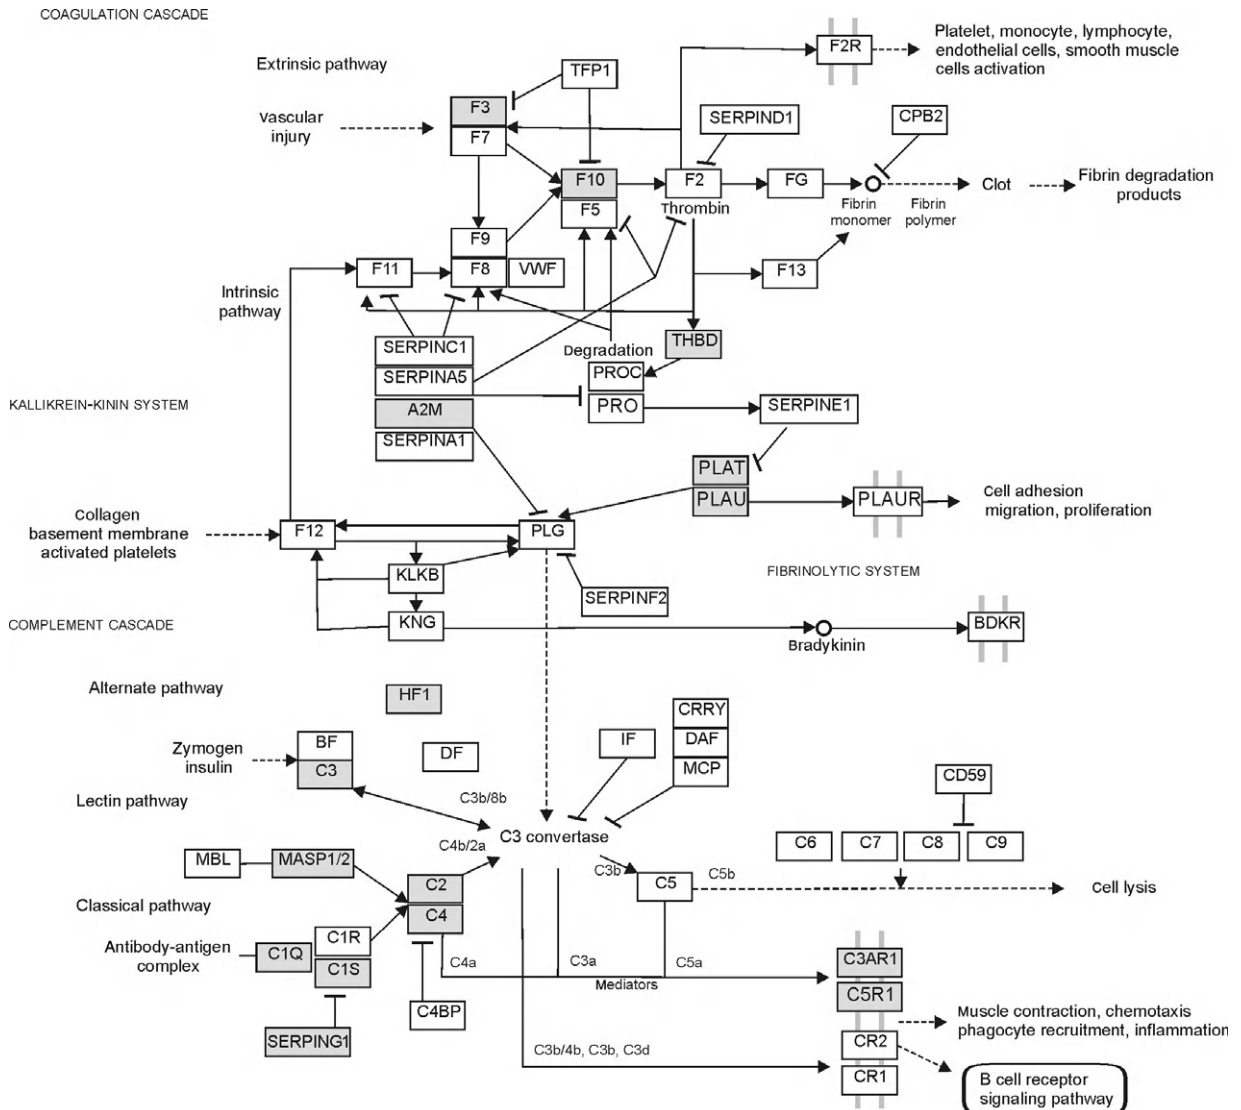 COAGULATION CASCADE
F2R
Platelet, monocyte, lymphocyte,
endothelial cells, smooth muscle
cells activation
Extrinsic pathway
TFP1
F3
Vascular
injury
F7
SERPIND1
CPB2
F10
F2
FG
Clot
Fibrin degradation
products
F5
Thrombin
Fibrin
monomer
Fibrin
polymer
F9
F11
F8
VWF
F13
Intrinsic
pathway
SERPINC1
Degradation
THBD
SERPINA5
PROC
KALLIKREIN-KININ SYSTEM
A2M
PRO
SERPINE1
SERPINA1
PLAT
PLAU
PLAUR
Cell adhesion
migration, proliferation
Collagen
basement membrane
activated platelets
F12
PLG
KLKB
FIBRINOLYTIC SYSTEM
SERPINF2
COMPLEMENT CASCADE
KNG
Bradykinin
BDKR
Alternate pathway
HF1
CRRY
Zymogen
insulin
BF
DF
IF
DAF
C3
MCP
CD59
Lectin pathway
C3b/8b
C3 convertase
C4b/2a
C6
C7
C8
C9
MBL
MASP1/2
C2
C3b
C5
C5b
Cell lysis
Classical pathway
C4
Antibody-antigen
complex
C1Q
C1R
C1S
C4a
C3a
C5a
Mediators
C3AR1
C5R1
C4BP
Muscle contraction, chemotaxis
phagocyte recruitment, inflammation
SERPING1
C3b/4b, C3b, C3d
CR2
CR1
B cell receptor
signaling pathway